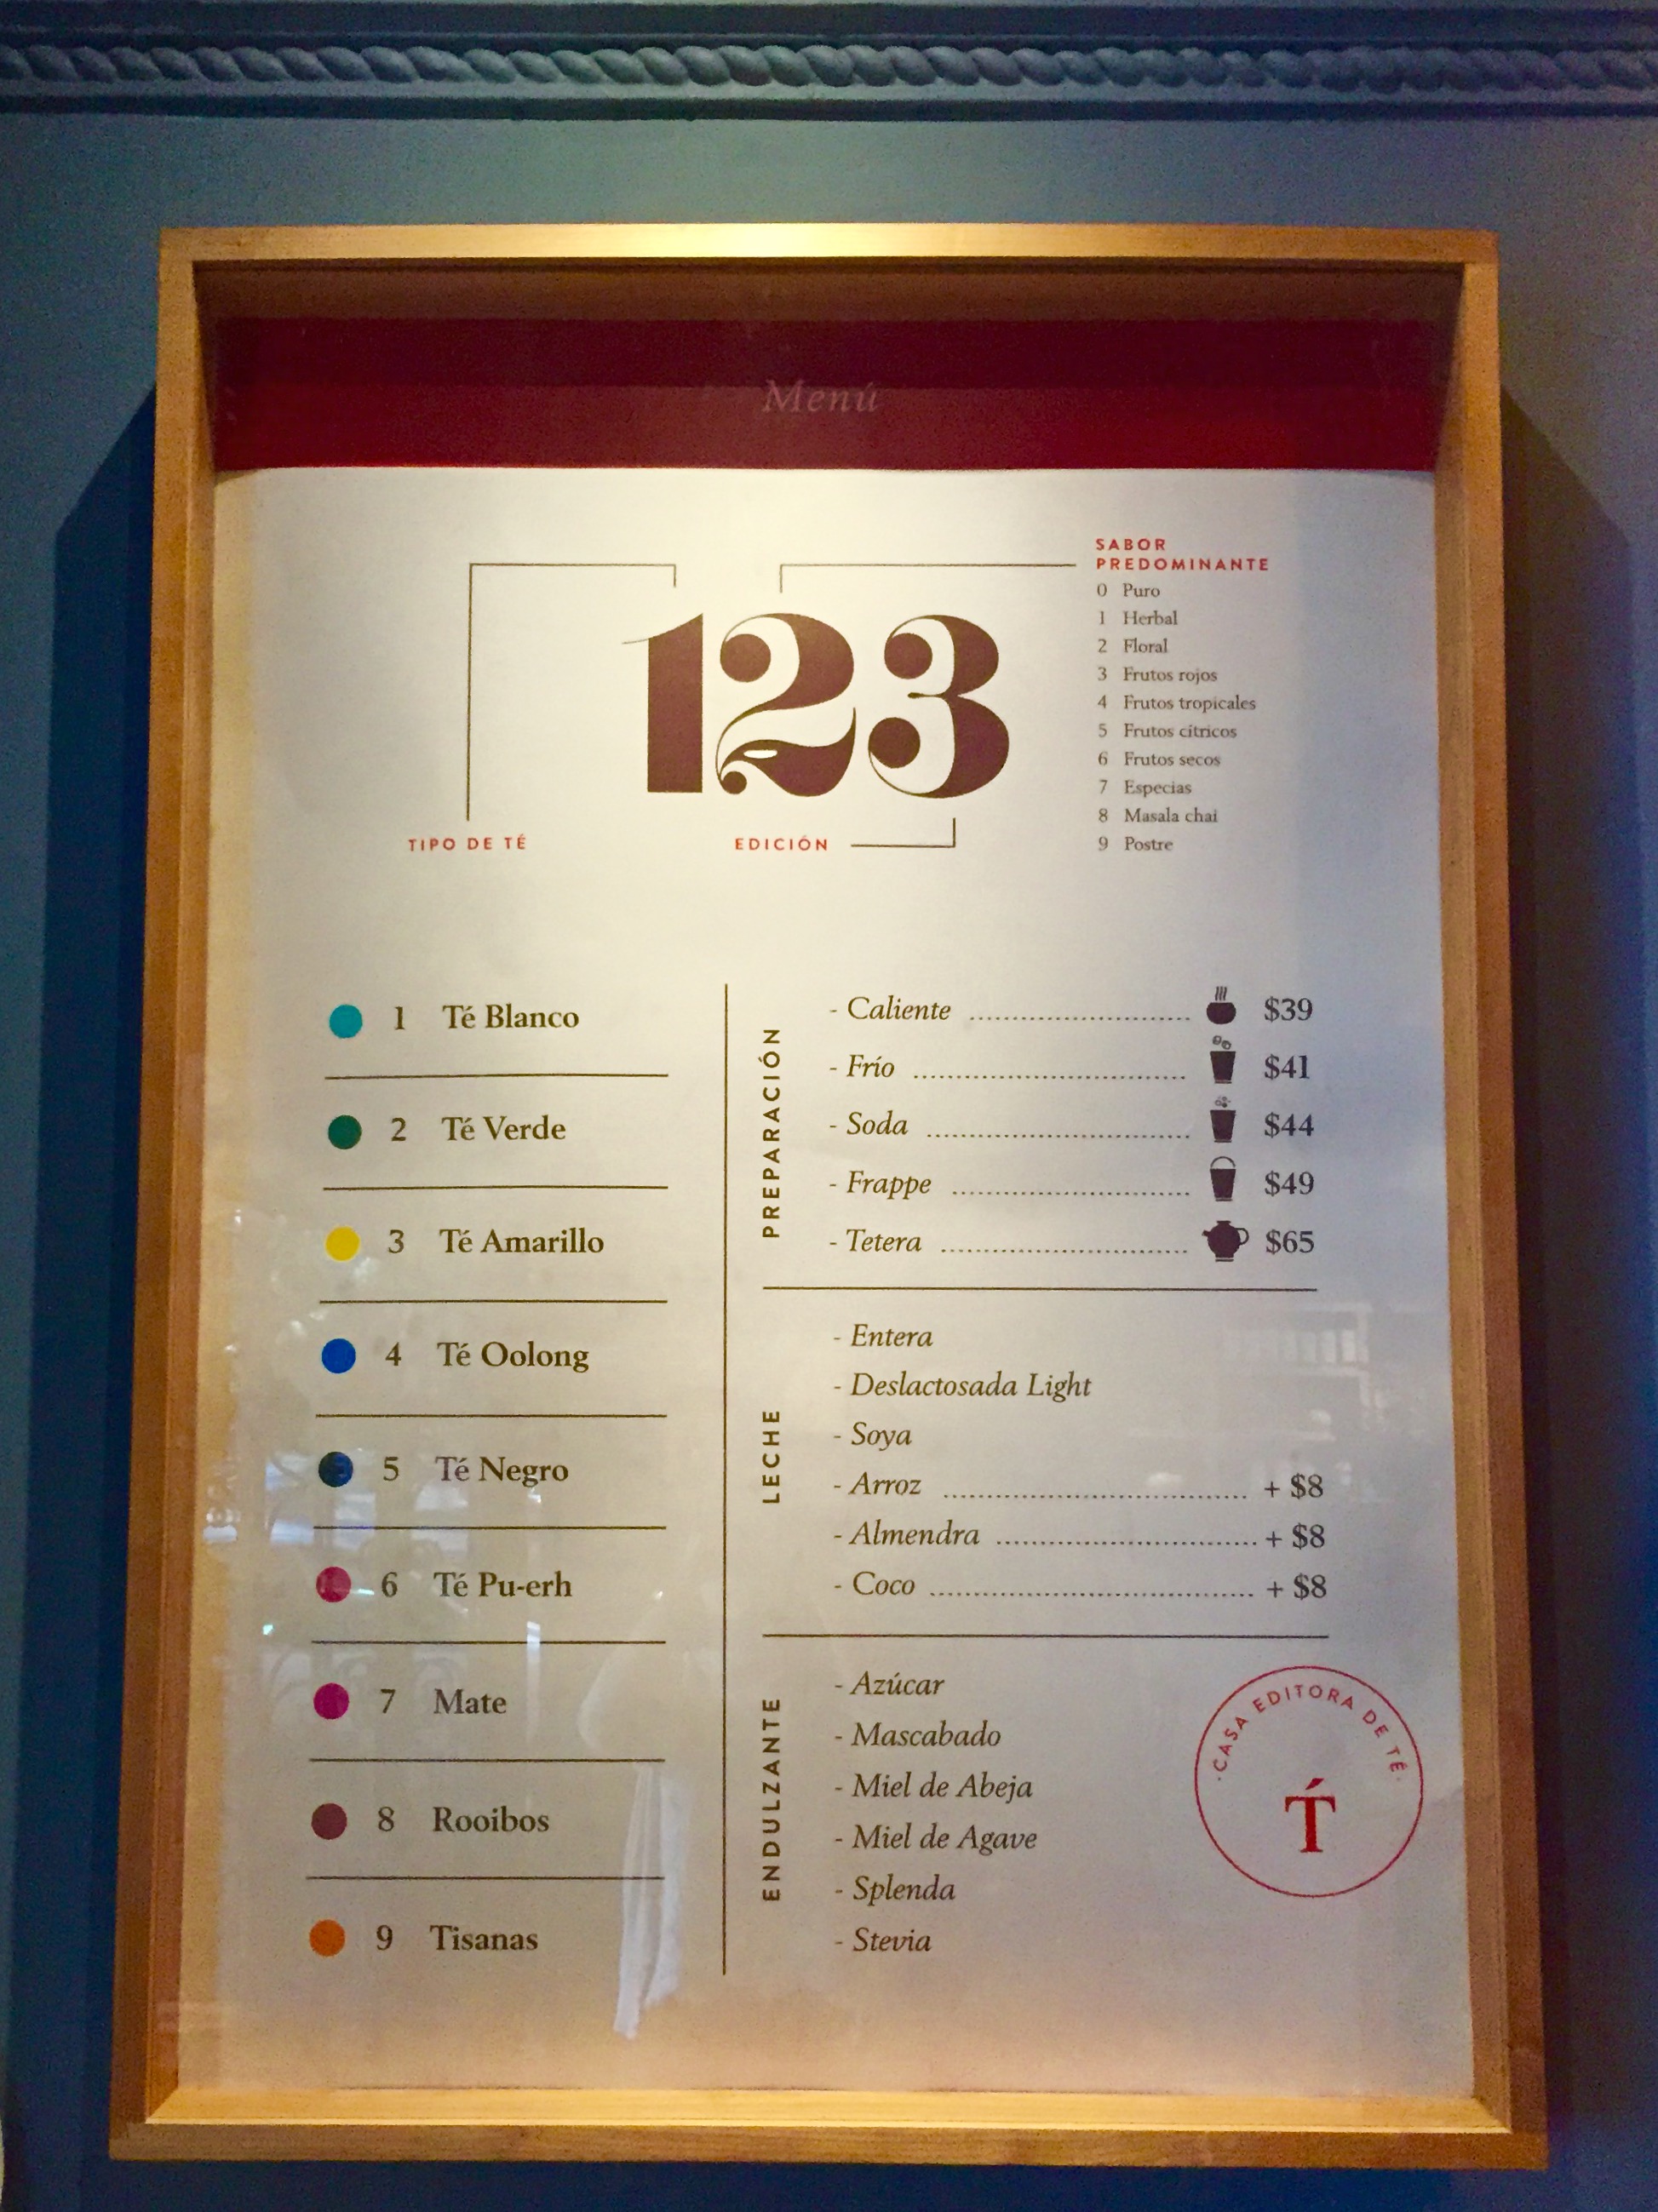 Menú
SABOR
PREDOMINANTE
0 Puro
1 Herbal
2 Floral
3 Frutos rojos
4 Frutos tropicales
5 Frutos cítricos
6 Frutos secos
7 Especias
8 Masala chai
9 Postre
123
TIPO DE TÉ
EDICIÓN
1 Té Blanco
2 Té Verde
3 Té Amarillo
4 Té Oolong
5 Té Negro
6 Té Pu-erh
7 Mate
8 Rooibos
9 Tisanas
PREPARACIÓN
- Caliente ........................................ $39
- Frío ................................................ $41
- Soda .............................................. $44
- Frappe .......................................... $49
- Tetera ........................................... $65
LECHE
- Entera
- Deslactosada Light
- Soya
- Arroz ..................................................... + $8
- Almendra ............................................. + $8
- Coco ....................................................... + $8
ENDULZANTE
- Azúcar
- Mascabado
- Miel de Abeja
- Miel de Agave
- Splenda
- Stevia
· CASA EDITORA DE TÉ ·
T́